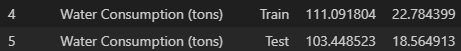 4 Water Consumption (tons) Train 111.091804 22.784399
5 Water Consumption (tons) Test 103.448523 18.564913